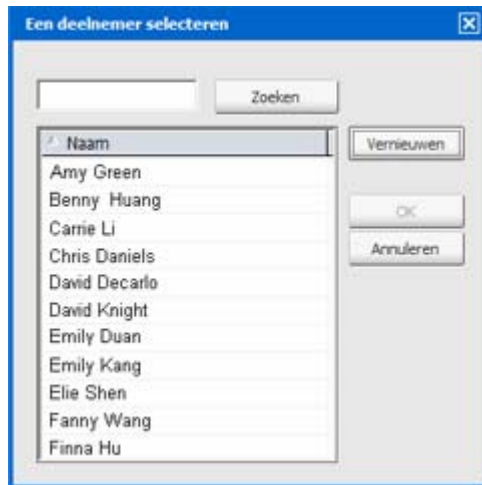 Een deelnemer selecteren
Zoeken
Naam
Vernieuwen
Amy Green
Benny Huang
OK
Carrie Li
Annuleren
Chris Daniels
David Decarlo
David Knight
Emily Duan
Emily Kang
Elie Shen
Fanny Wang
Finna Hu